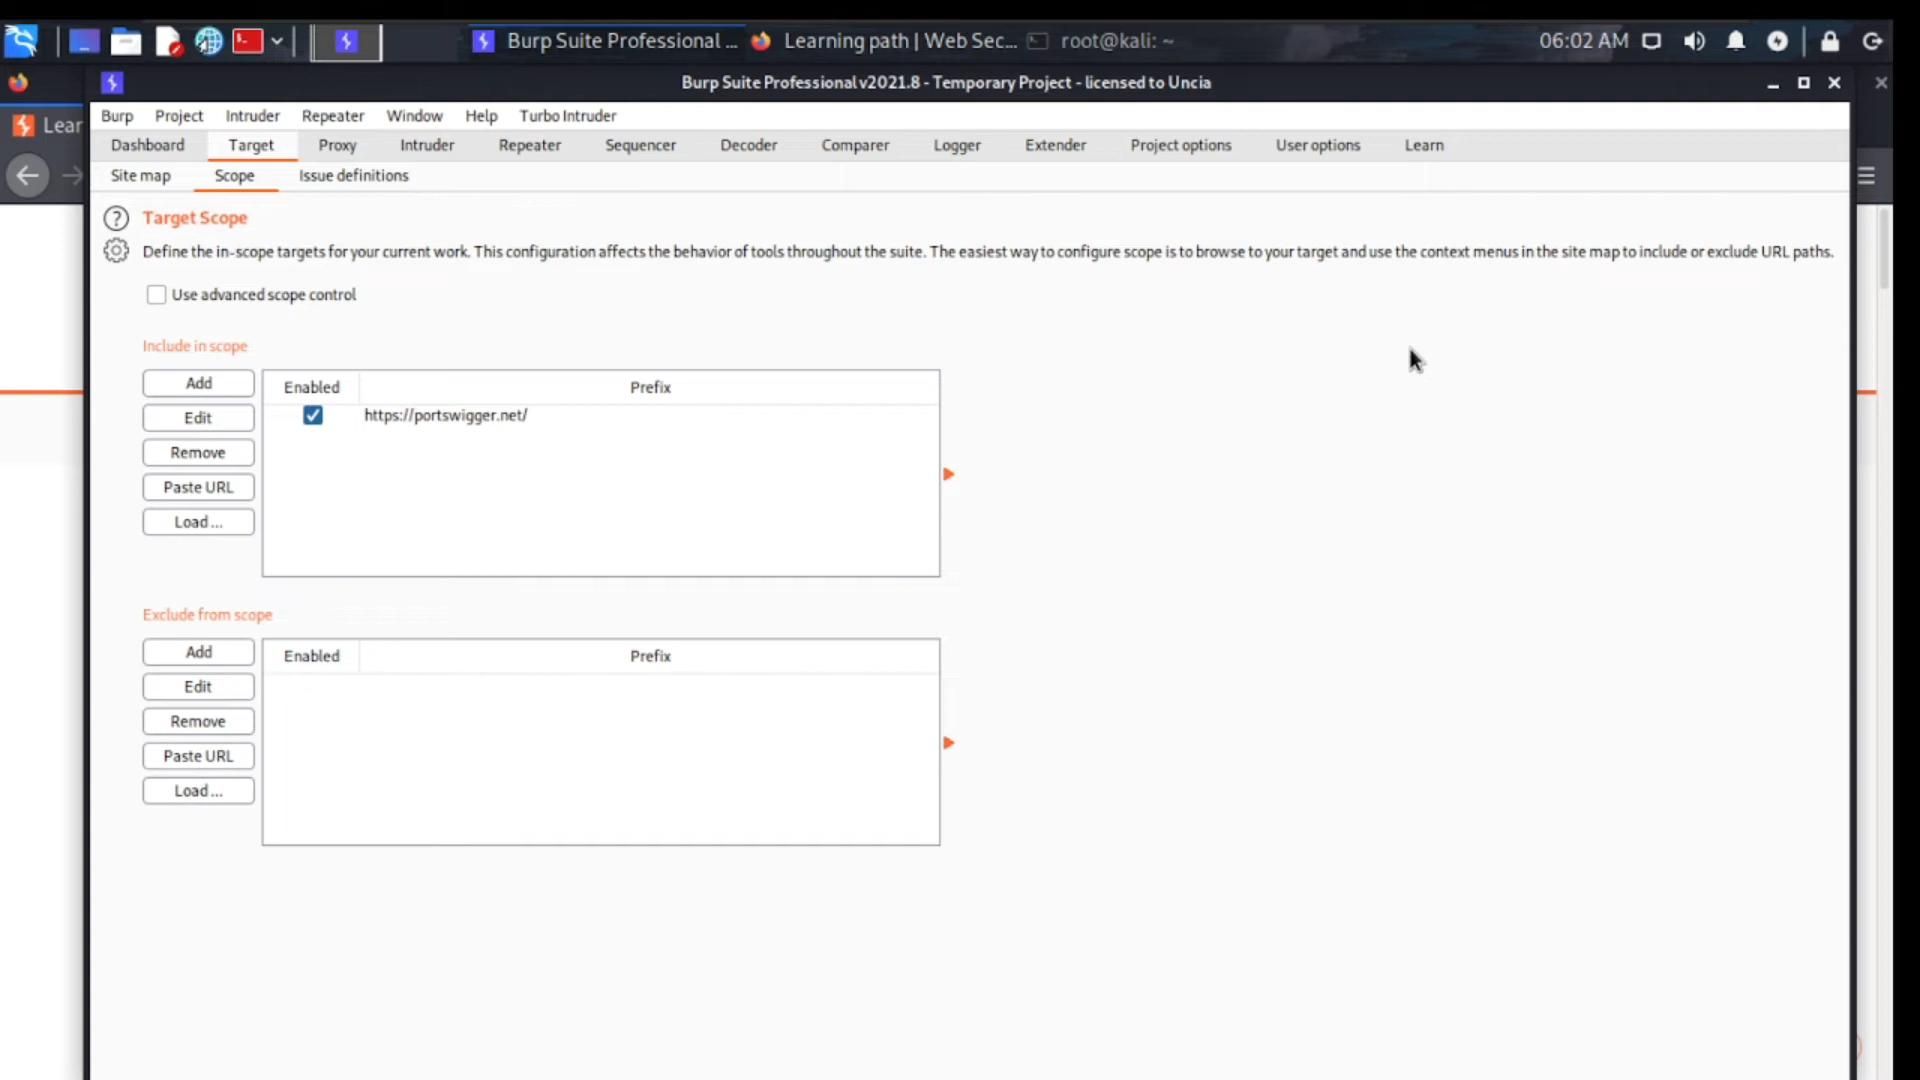 Burp Suite Professional ...
Learning path | Web Sec...
root@kali: ~
06:02 AM
Burp Suite Professional v2021.8 - Temporary Project - licensed to Uncia
Lear
Burp Project Intruder Repeater Window Help Turbo Intruder
Dashboard Target Proxy Intruder Repeater Sequencer Decoder Comparer Logger Extender Project options User options Learn
Site map Scope Issue definitions
Target Scope
Define the in-scope targets for your current work. This configuration affects the behavior of tools throughout the suite. The easiest way to configure scope is to browse to your target and use the context menus in the site map to include or exclude URL paths.
Use advanced scope control
Include in scope
Add
Edit
Remove
Paste URL
Load ...
Enabled Prefix
https://portswigger.net/
Exclude from scope
Add
Edit
Remove
Paste URL
Load ...
Enabled Prefix